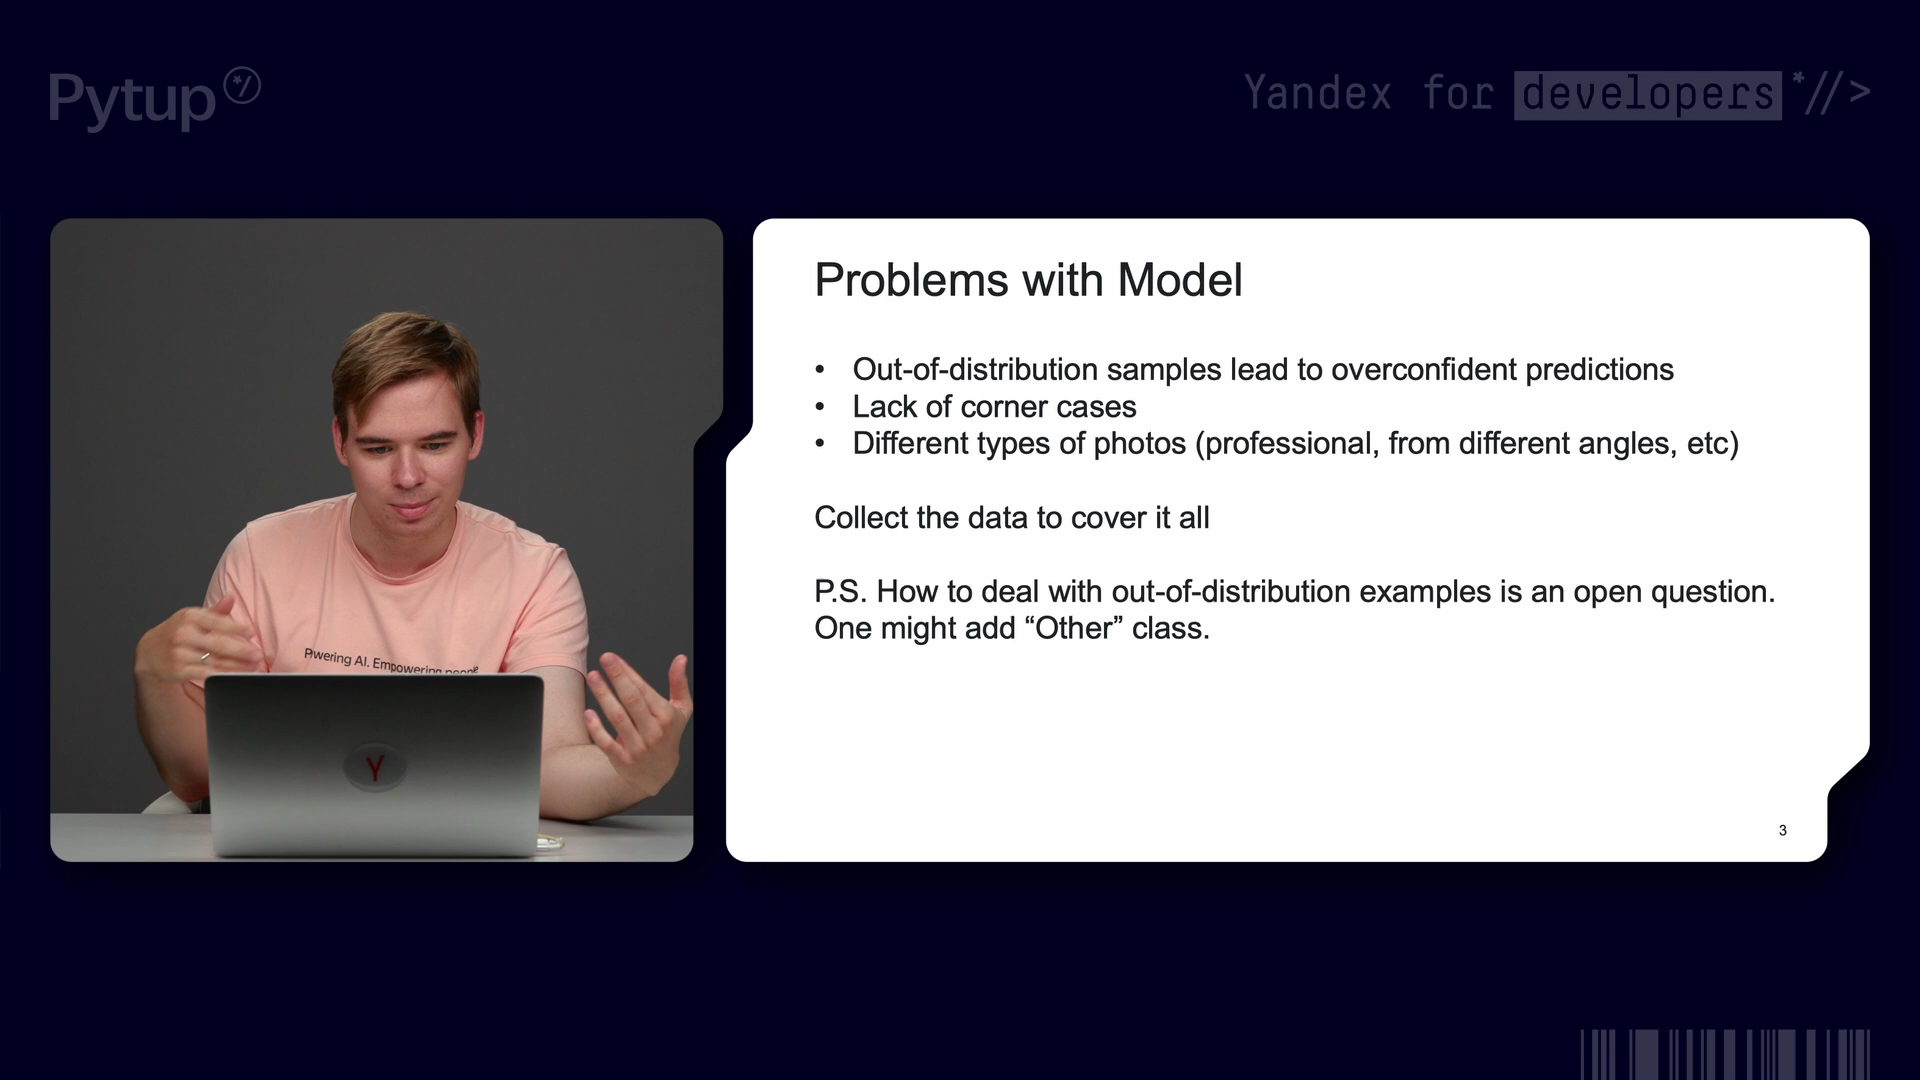 Pytup */
Yandex for developers *//>
Problems with Model
• Out-of-distribution samples lead to overconfident predictions
• Lack of corner cases
• Different types of photos (professional, from different angles, etc)
Collect the data to cover it all
P.S. How to deal with out-of-distribution examples is an open question.
One might add “Other” class.
3
AI. Empowering
Y